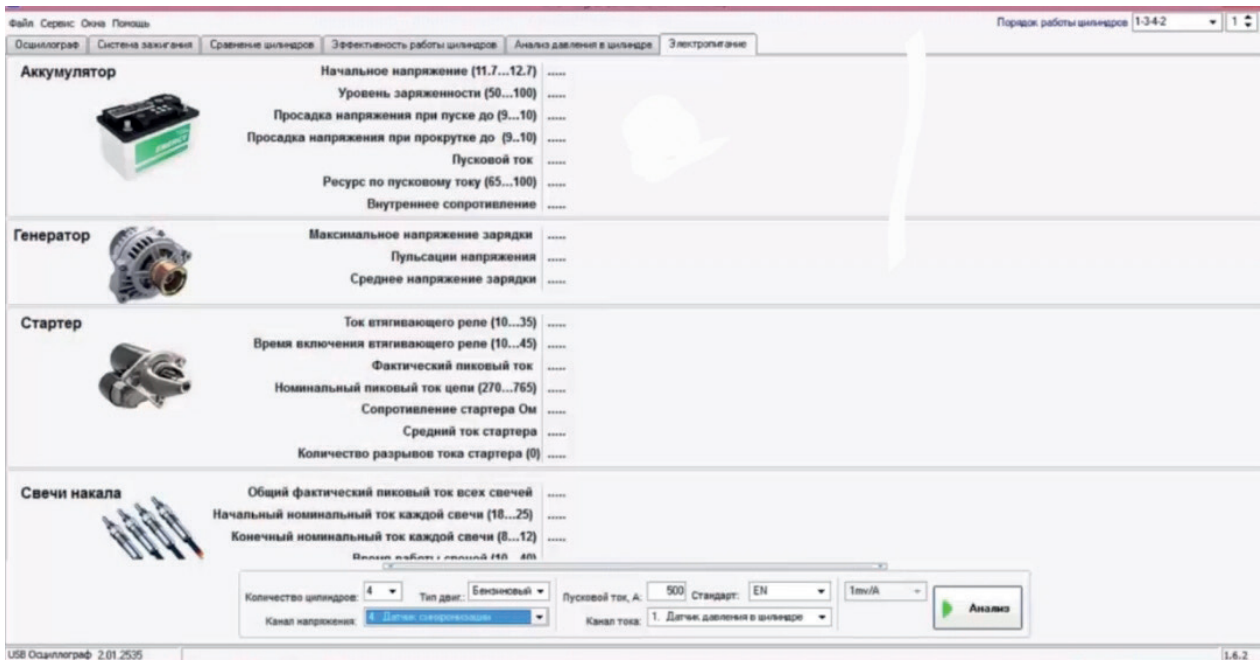 Файл Сервис Окна Помощь
Порядок работы цилиндров 1-3-4-2 1
Осциллограф Система зажигания Сравнение цилиндров Эффективность работы цилиндров Анализ давления в цилиндре Электропитание
Аккумулятор
Начальное напряжение (11.7...12.7) .....
Уровень заряженности (50...100) .....
Просадка напряжения при пуске до (9...10) .....
Просадка напряжения при прокрутке до (9..10) .....
Пусковой ток .....
Ресурс по пусковому току (65...100) .....
Внутреннее сопротивление .....
Генератор
Максимальное напряжение зарядки .....
Пульсации напряжения .....
Среднее напряжение зарядки .....
Стартер
Ток втягивающего реле (10...35) .....
Время включения втягивающего реле (10...45) .....
Фактический пиковый ток .....
Номинальный пиковый ток цепи (270...765) .....
Сопротивление стартера Ом .....
Средний ток стартера .....
Количество разрывов тока стартера (0) .....
Свечи накала
Общий фактический пиковый ток всех свечей .....
Начальный номинальный ток каждой свечи (18...25) .....
Конечный номинальный ток каждой свечи (8...12) .....
Время работы
Количество цилиндров: 4 Тип двиг.: Бензиновый Пусковой ток, А: 500 Стандарт: EN 1mv/A
Канал напряжения: 4. Датчик синхронизации Канал тока: 1. Датчик давления в цилиндре
Анализ
USB Осциллограф 2.01.2535 1.6.2